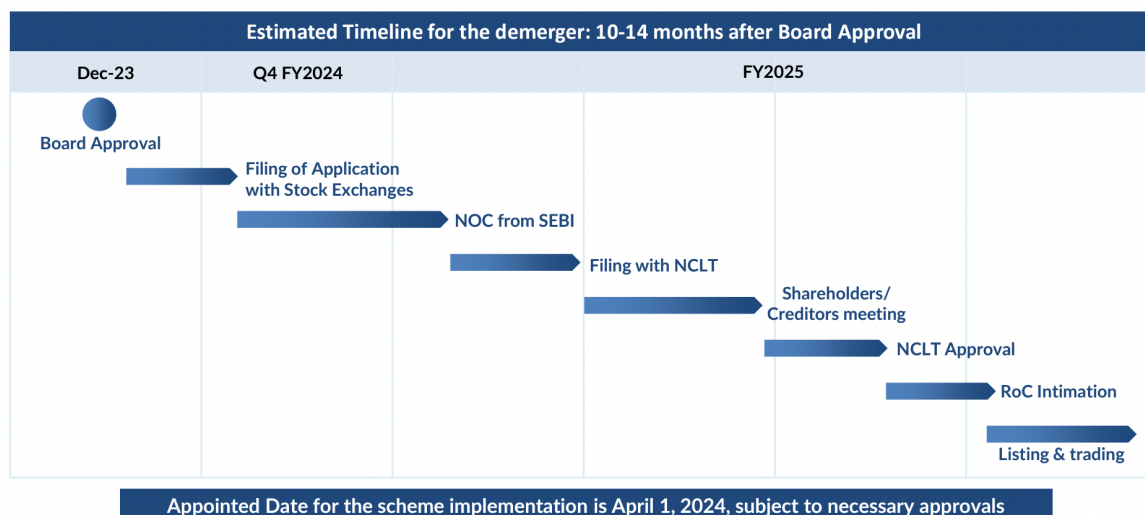 Estimated Timeline for the demerger: 10-14 months after Board Approval
Dec-23
Q4 FY2024
FY2025
Board Approval
Filing of Application
with Stock Exchanges
NOC from SEBI
Filing with NCLT
Shareholders/
Creditors meeting
NCLT Approval
RoC Intimation
Listing & trading
Appointed Date for the scheme implementation is April 1, 2024, subject to necessary approvals